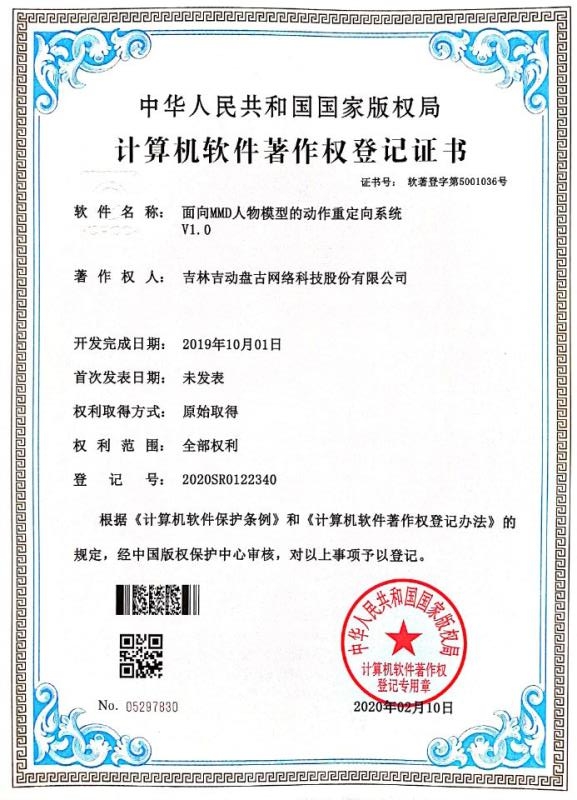 中华人民共和国国家版权局
计算机软件著作权登记证书
证书号： 软著登字第5001036号
软件名称： 面向MMD人物模型的动作重定向系统
V1.0
著作权人： 吉林吉动盘古网络科技股份有限公司
开发完成日期： 2019年10月01日
首次发表日期： 未发表
权利取得方式： 原始取得
权利范围： 全部权利
登记号： 2020SR0122340
根据《计算机软件保护条例》和《计算机软件著作权登记办法》的
规定，经中国版权保护中心审核，对以上事项予以登记。
中华人民共和国国家版权局
计算机软件著作权
登记专用章
No. 05297830
2020年02月10日